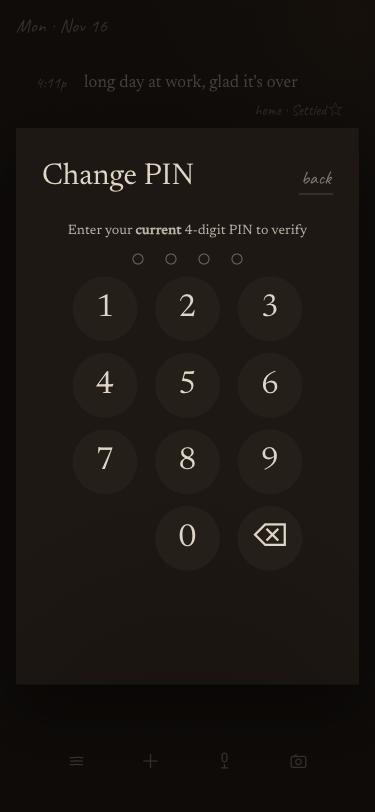 Mon · Nov 16
4:11p long day at work, glad it's over
home · Settled
Change PIN
back
Enter your current 4-digit PIN to verify
1 2 3
4 5 6
7 8 9
0